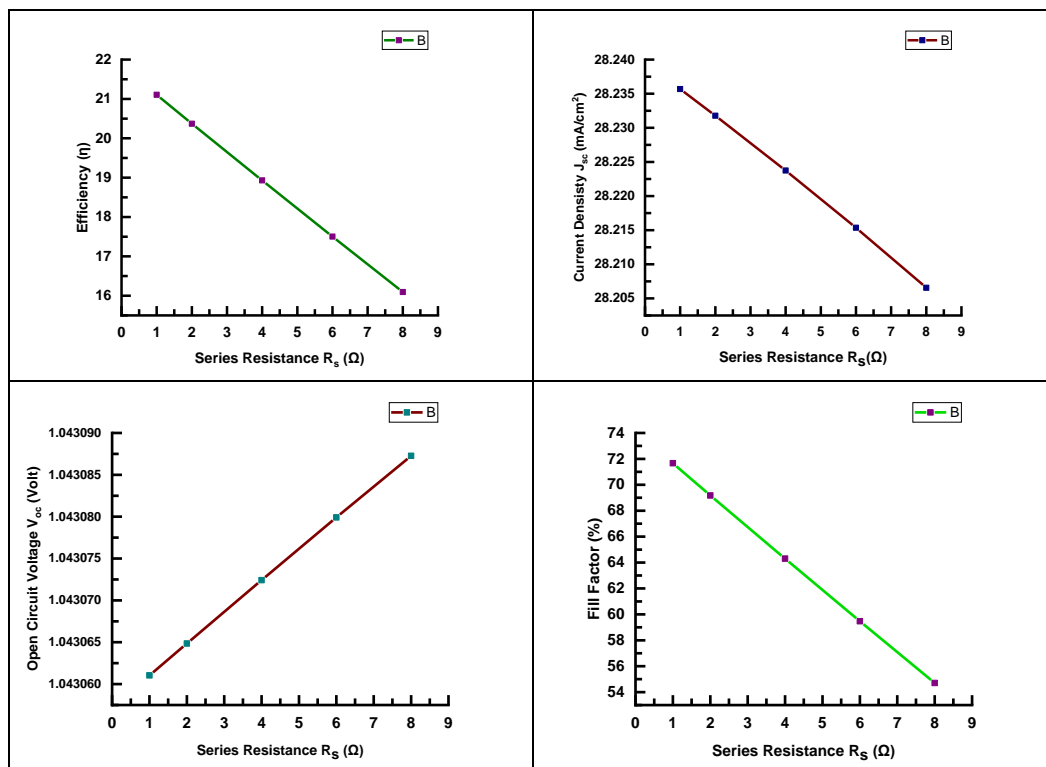 B
22
21
20
19
18
17
16
0 1 2 3 4 5 6 7 8 9
Efficiency (η)
Series Resistance Rs (Ω)
B
28.240
28.235
28.230
28.225
28.220
28.215
28.210
28.205
0 1 2 3 4 5 6 7 8 9
Current Densisty Jsc (mA/cm²)
Series Resistance RS(Ω)
B
1.043090
1.043085
1.043080
1.043075
1.043070
1.043065
1.043060
0 1 2 3 4 5 6 7 8 9
Open Circuit Voltage Voc (Volt)
Series Resistance RS (Ω)
B
74
72
70
68
66
64
62
60
58
56
54
0 1 2 3 4 5 6 7 8 9
Fill Factor (%)
Series Resistance RS (Ω)